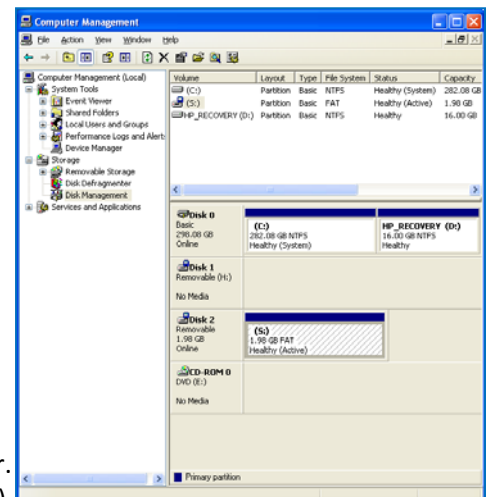 Computer Management
File Action View Window Help
Computer Management (Local)
System Tools
Event Viewer
Shared Folders
Local Users and Groups
Performance Logs and Alert
Device Manager
Storage
Removable Storage
Disk Defragmenter
Disk Management
Services and Applications
Volume Layout Type File System Status Capacity
(C:) Partition Basic NTFS Healthy (System) 282.08 GB
(S:) Partition Basic FAT Healthy (Active) 1.98 GB
HP_RECOVERY (D:) Partition Basic NTFS Healthy 16.00 GB
Disk 0
Basic
298.08 GB
Online
(C:)
282.08 GB NTFS
Healthy (System)
HP_RECOVERY (D:)
16.00 GB NTFS
Healthy
Disk 1
Removable (H:)
No Media
Disk 2
Removable
1.98 GB
Online
(S:)
1.98 GB FAT
Healthy (Active)
CD-ROM 0
DVD (E:)
No Media
r.
)
Primary partition